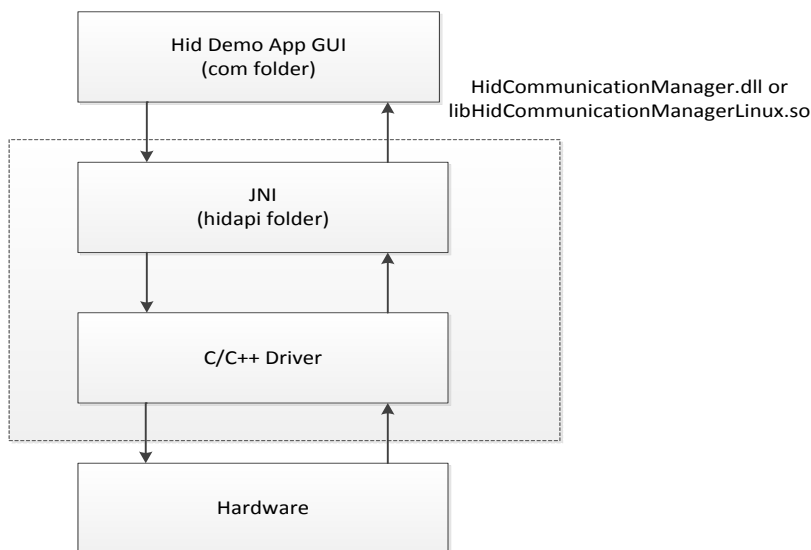 Hid Demo App GUI
(com folder)
HidCommunicationManager.dll or
libHidCommunicationManagerLinux.so
JNI
(hidapi folder)
C/C++ Driver
Hardware